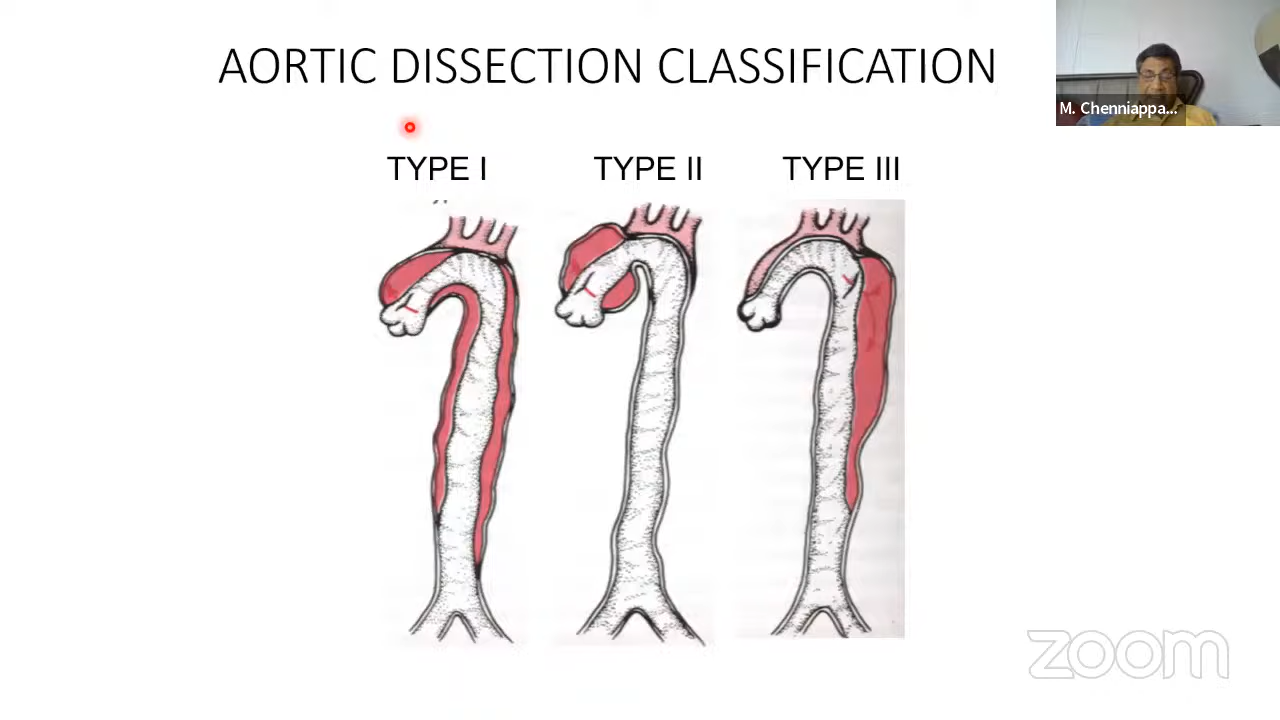 AORTIC DISSECTION CLASSIFICATION
M. Chenniappa...
TYPE I
TYPE II
TYPE III
zoom